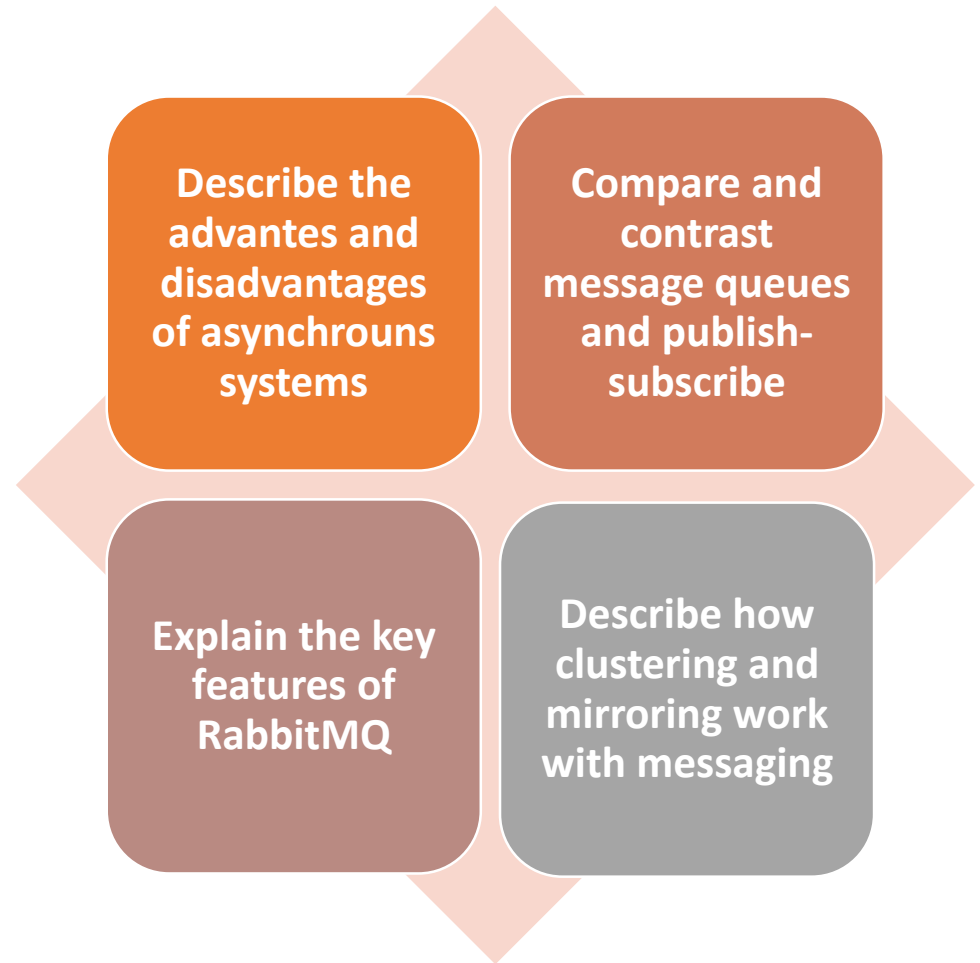 Describe the
advantes and
disadvantages
of asynchrouns
systems
Compare and
contrast
message queues
and publish-
subscribe
Explain the key
features of
RabbitMQ
Describe how
clustering and
mirroring work
with messaging